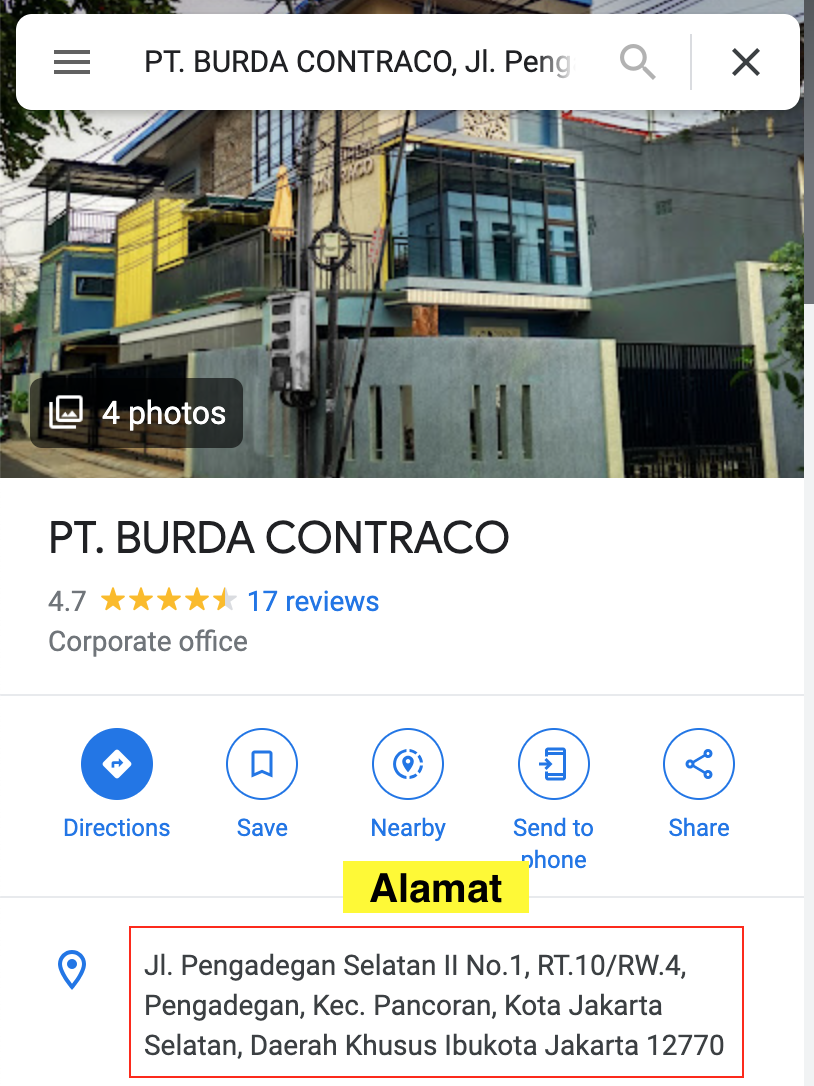 PT. BURDA CONTRACO, Jl. Peng
4 photos
PT. BURDA CONTRACO
4.7 17 reviews
Corporate office
Directions
Save
Nearby
Send to
phone
Share
Alamat
Jl. Pengadegan Selatan II No.1, RT.10/RW.4,
Pengadegan, Kec. Pancoran, Kota Jakarta
Selatan, Daerah Khusus Ibukota Jakarta 12770